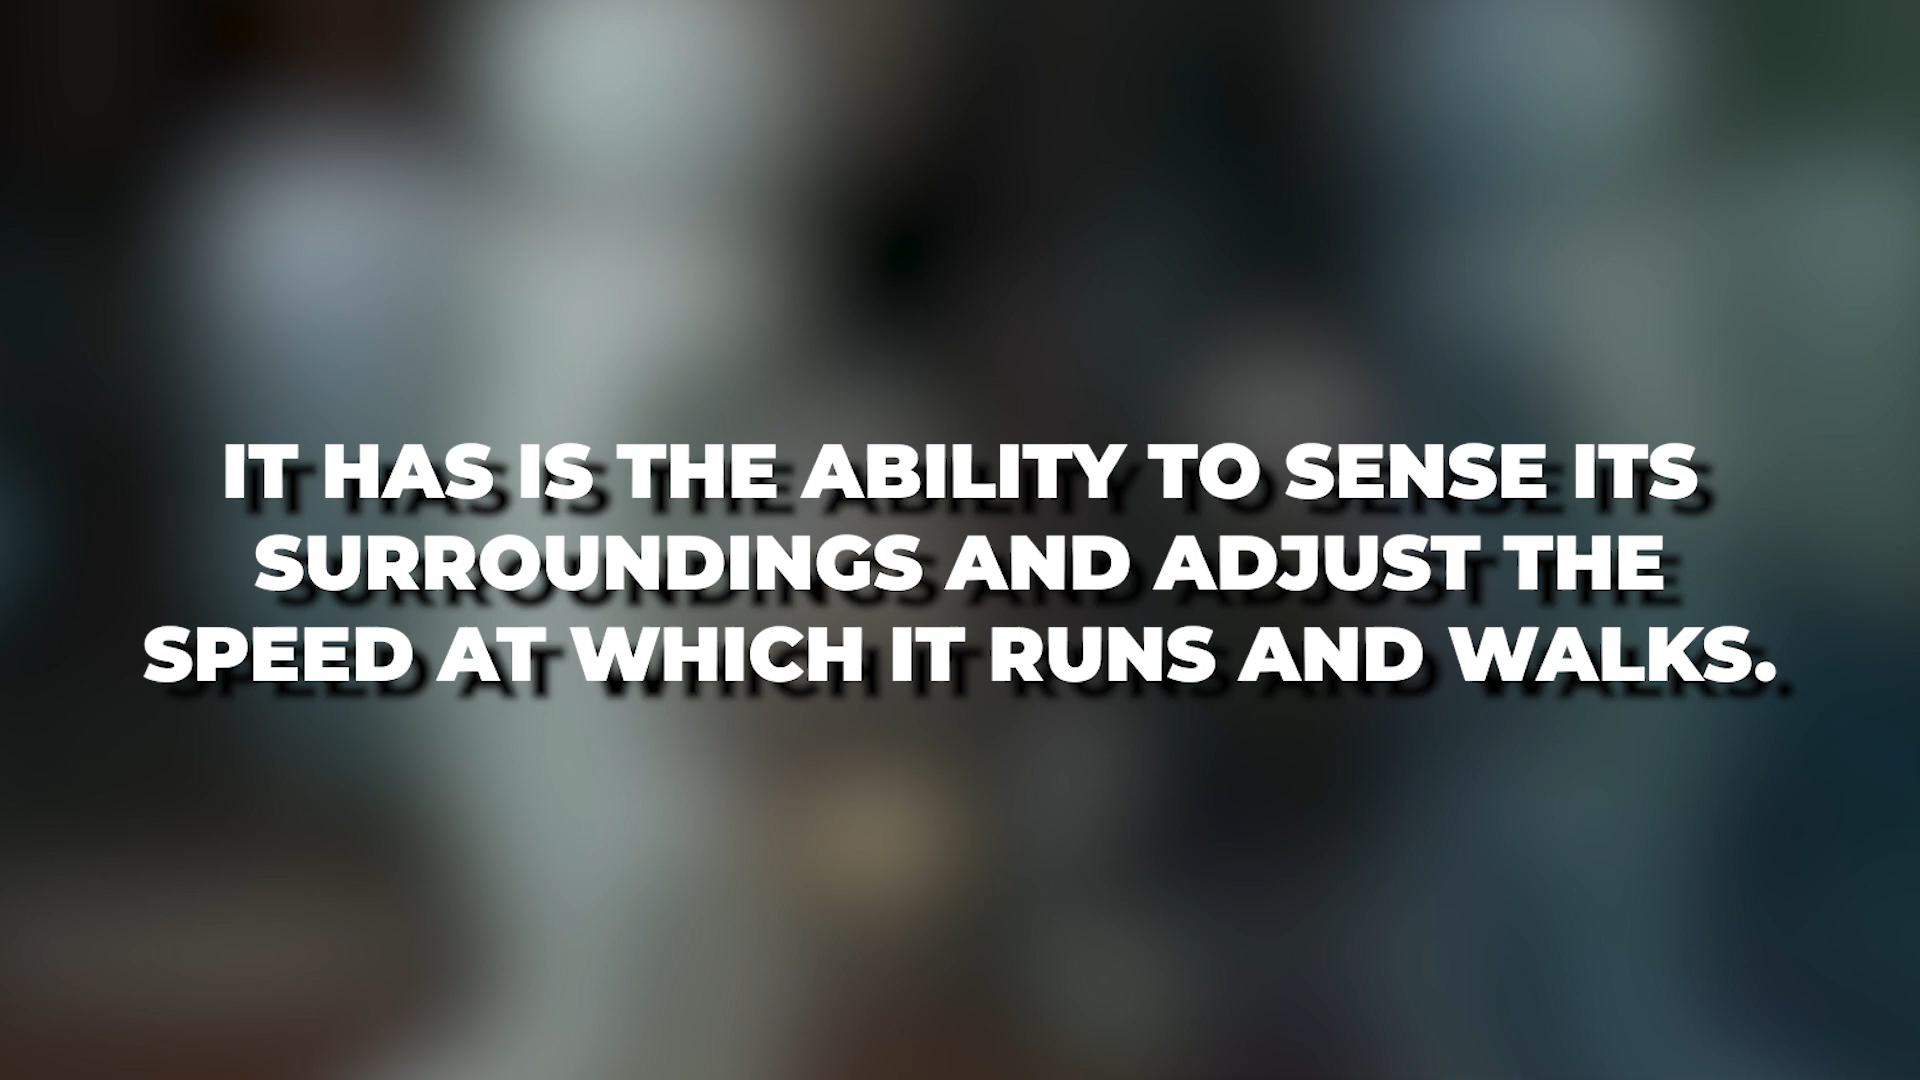 IT HAS IS THE ABILITY TO SENSE ITS
SURROUNDINGS AND ADJUST THE
SPEED AT WHICH IT RUNS AND WALKS.